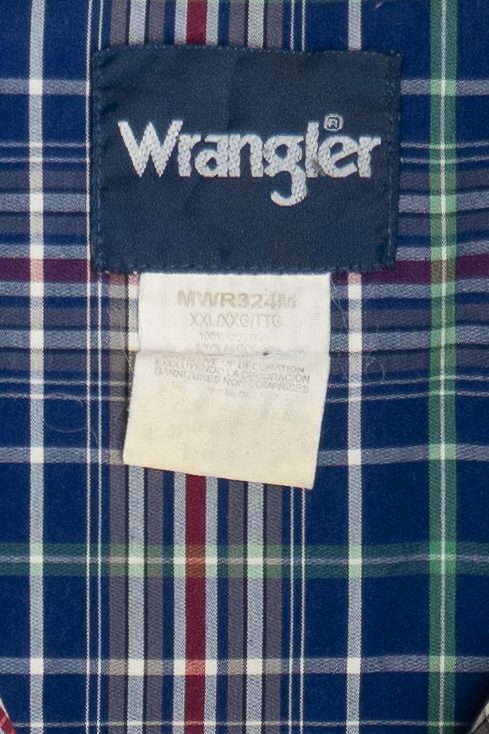 Wrangler®
MWR324M
XXL/XXG/TTG
100% COTTON
EXCLUSIVE OF DECORATION
EXCLUYENDO LA DECORACION
GARNITURES NON COMPRISES